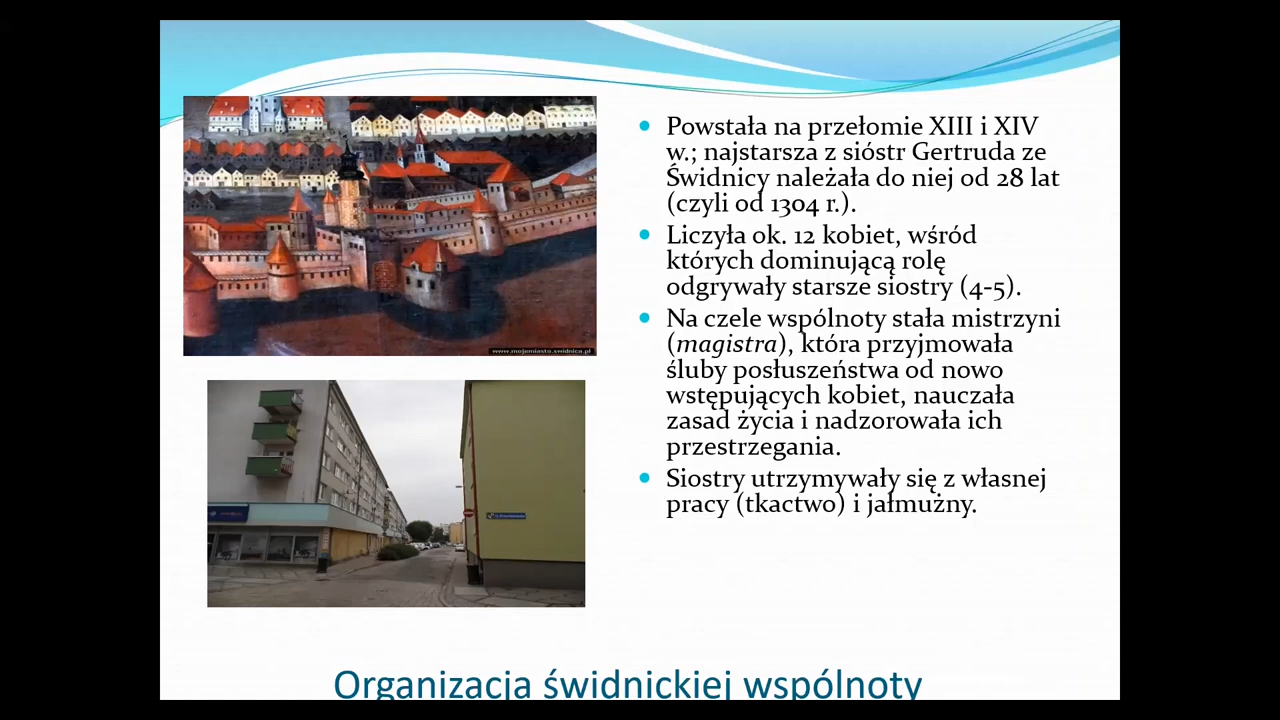 www.mojemiasto.swidnica.pl
Powstała na przełomie XIII i XIV
w.; najstarsza z sióstr Gertruda ze
Świdnicy należała do niej od 28 lat
(czyli od 1304 r.).
Liczyła ok. 12 kobiet, wśród
których dominującą rolę
odgrywały starsze siostry (4-5).
Na czele wspólnoty stała mistrzyni
(magistra), która przyjmowała
śluby posłuszeństwa od nowo
wstępujących kobiet, nauczała
zasad życia i nadzorowała ich
przestrzegania.
Siostry utrzymywały się z własnej
pracy (tkactwo) i jałmużny.
Organizacja świdnickiej wspólnoty